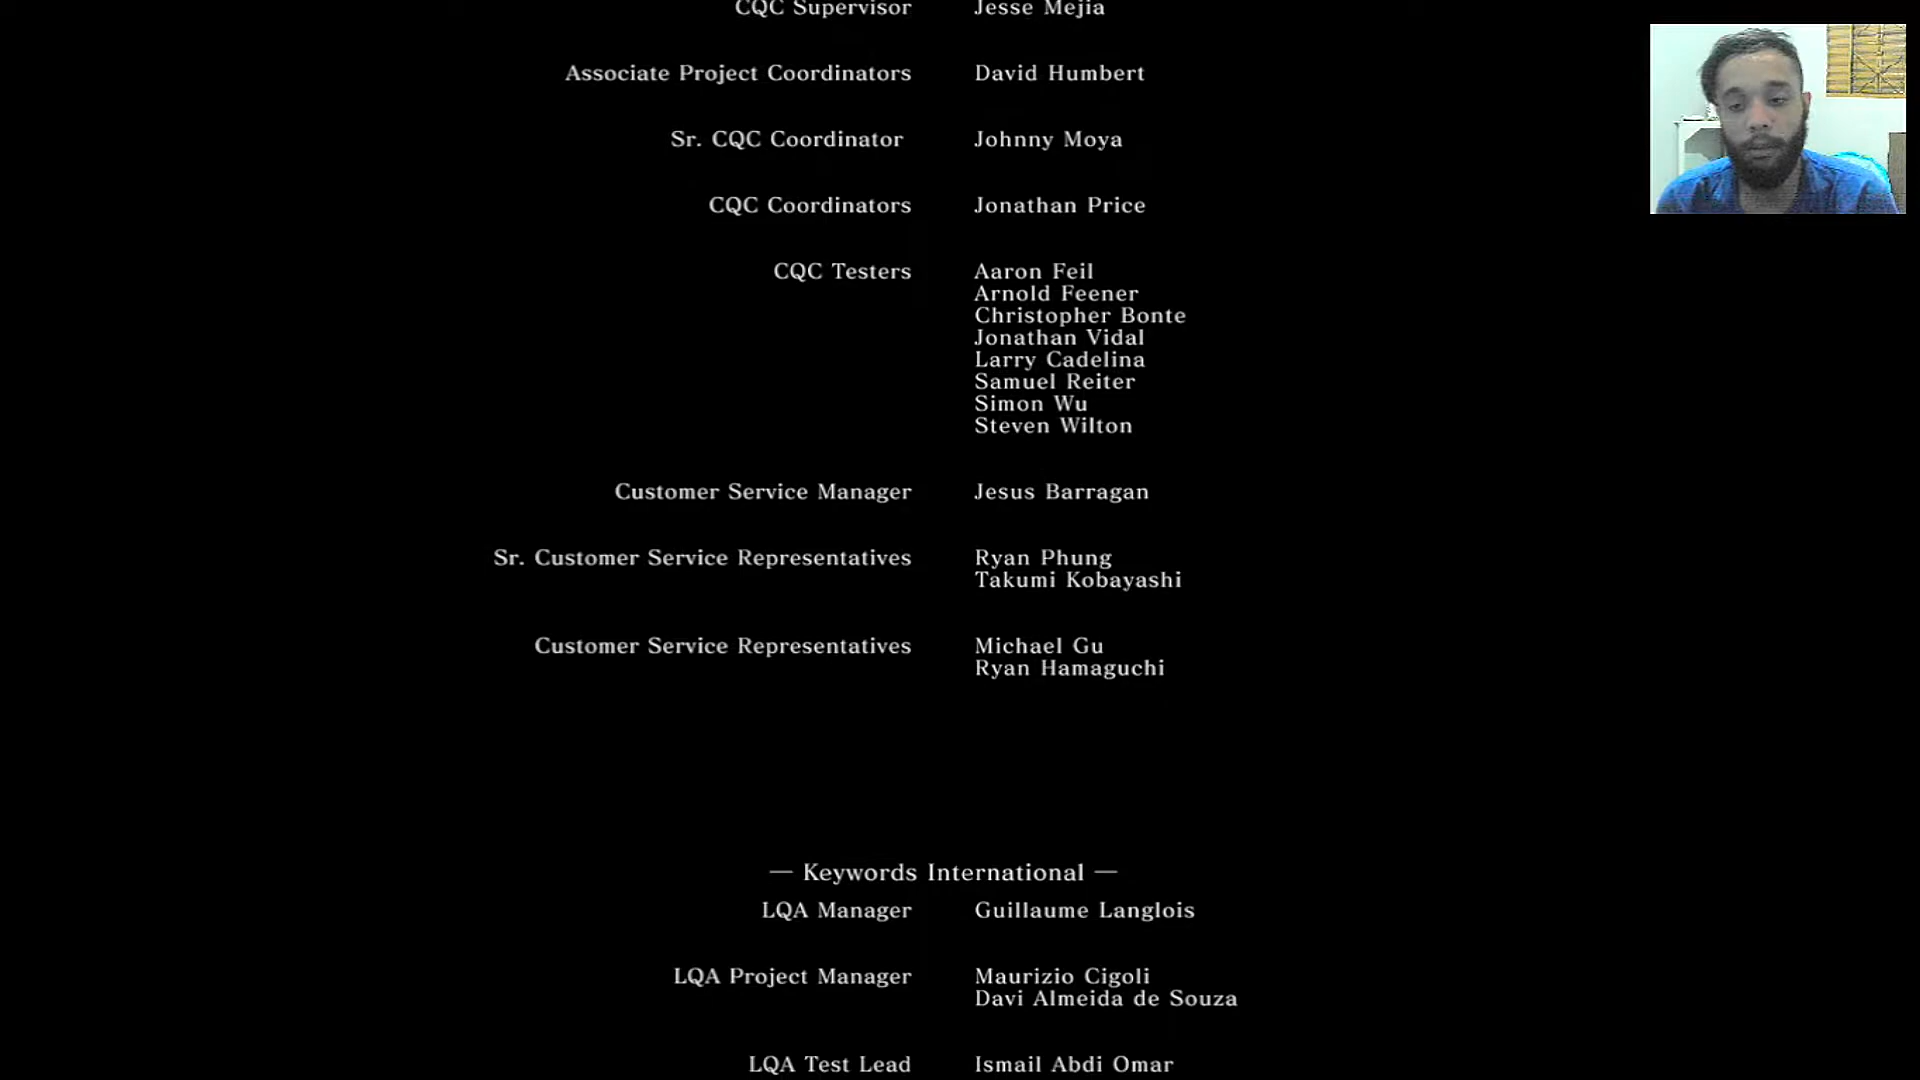 CQC Supervisor Jesse Mejia
Associate Project Coordinators David Humbert
Sr. CQC Coordinator Johnny Moya
CQC Coordinators Jonathan Price
CQC Testers Aaron Feil
Arnold Feener
Christopher Bonte
Jonathan Vidal
Larry Cadelina
Samuel Reiter
Simon Wu
Steven Wilton
Customer Service Manager Jesus Barragan
Sr. Customer Service Representatives Ryan Phung
Takumi Kobayashi
Customer Service Representatives Michael Gu
Ryan Hamaguchi
— Keywords International —
LQA Manager Guillaume Langlois
LQA Project Manager Maurizio Cigoli
Davi Almeida de Souza
LQA Test Lead Ismail Abdi Omar